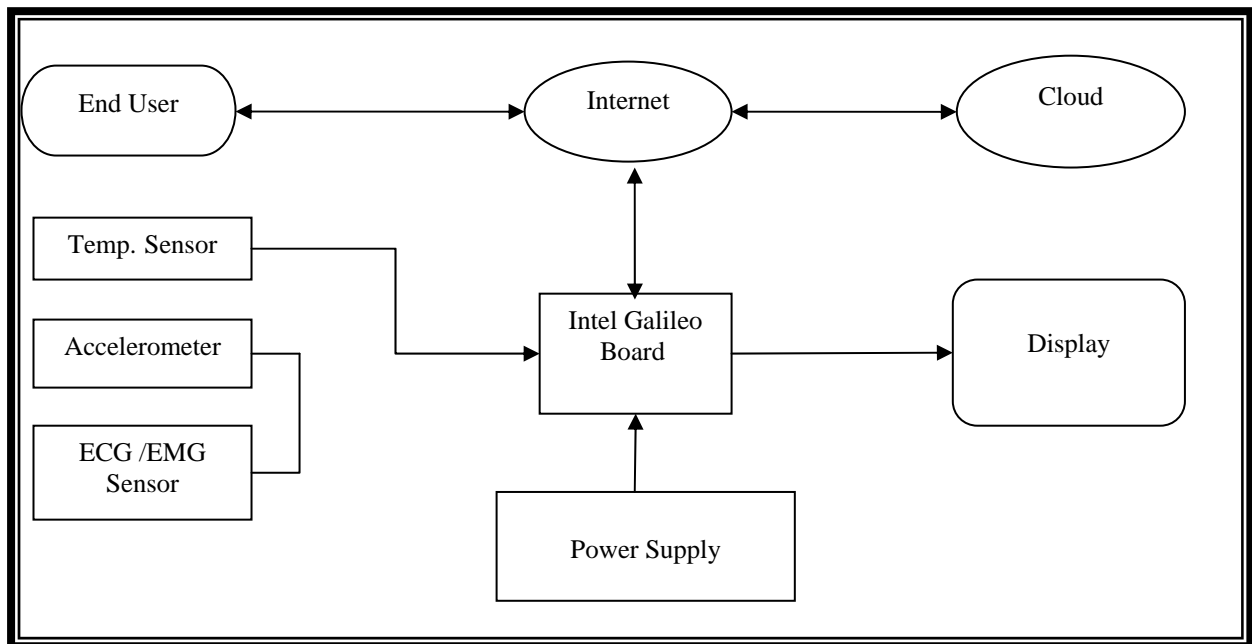 End User
Internet
Cloud
Temp. Sensor
Accelerometer
ECG /EMG
Sensor
Intel Galileo
Board
Display
Power Supply